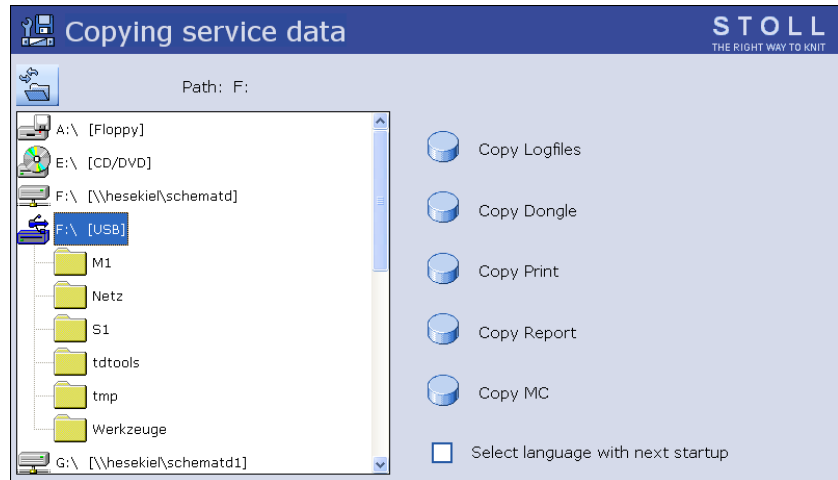 Copying service data
STOLL
THE RIGHT WAY TO KNIT
Path: F:
A:\ [Floppy]
E:\ [CD/DVD]
F:\ [\\hesekiel\schematd]
F:\ [USB]
M1
Netz
S1
tdtools
tmp
Werkzeuge
G:\ [\\hesekiel\schematd1]
Copy Logfiles
Copy Dongle
Copy Print
Copy Report
Copy MC
Select language with next startup